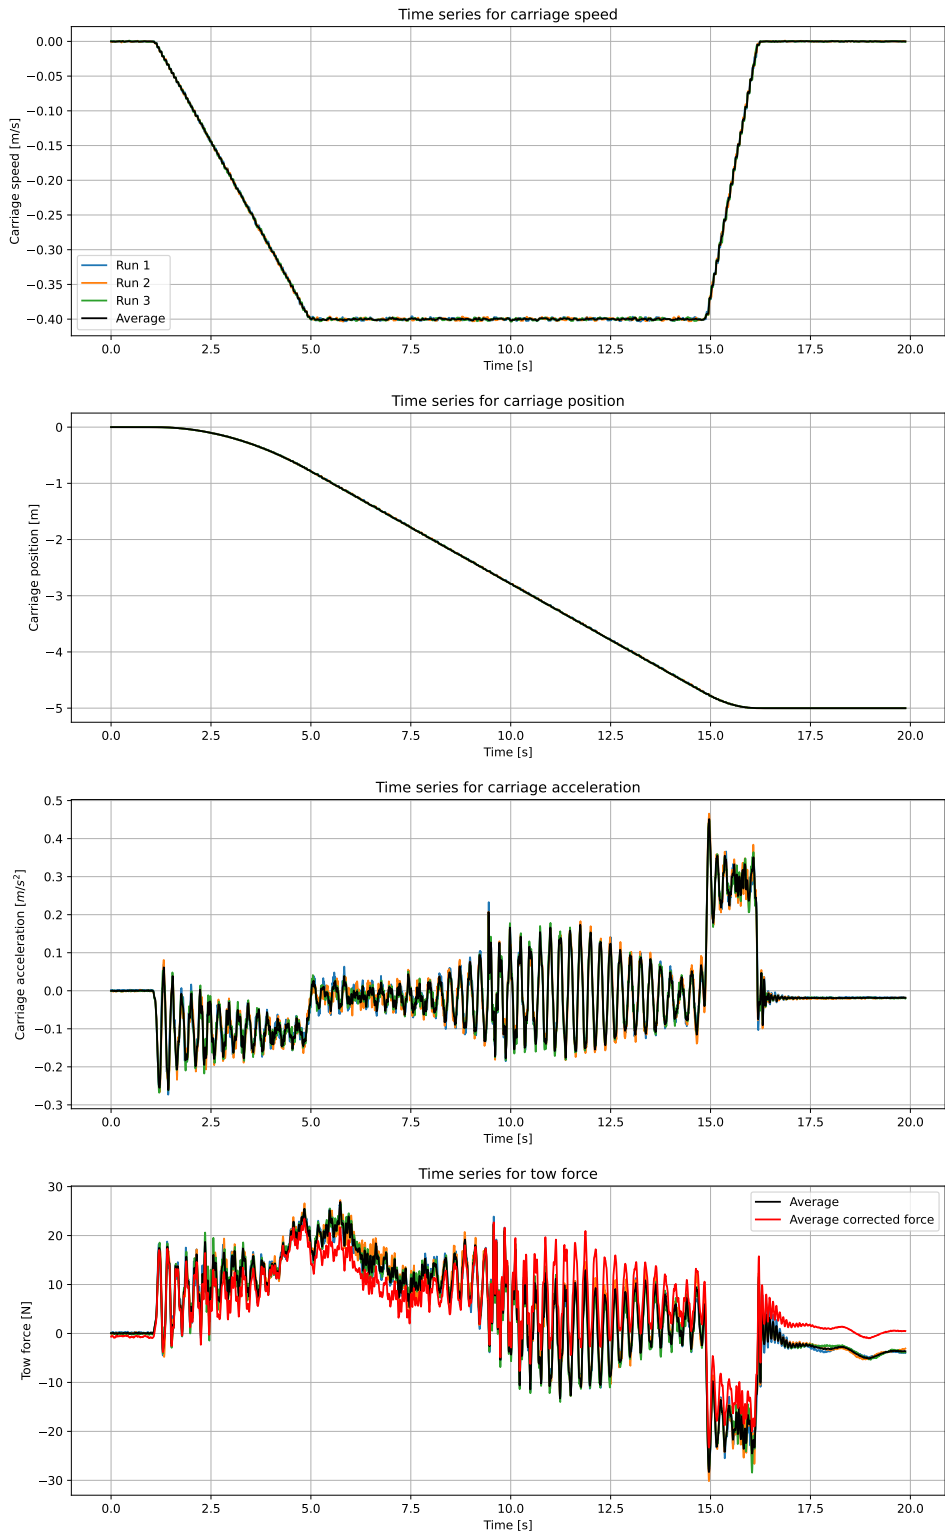 Time series for carriage speed
0.00
−0.05
−0.10
−0.15
−0.20
−0.25
−0.30
−0.35
−0.40
Carriage speed [m/s]
Run 1
Run 2
Run 3
Average
0.0 2.5 5.0 7.5 10.0 12.5 15.0 17.5 20.0
Time [s]
Time series for carriage position
0
−1
−2
−3
−4
−5
Carriage position [m]
0.0 2.5 5.0 7.5 10.0 12.5 15.0 17.5 20.0
Time [s]
Time series for carriage acceleration
0.5
0.4
0.3
0.2
0.1
0.0
−0.1
−0.2
−0.3
Carriage acceleration [m/s²]
0.0 2.5 5.0 7.5 10.0 12.5 15.0 17.5 20.0
Time [s]
Time series for tow force
30
20
10
0
−10
−20
−30
Tow force [N]
Average
Average corrected force
0.0 2.5 5.0 7.5 10.0 12.5 15.0 17.5 20.0
Time [s]